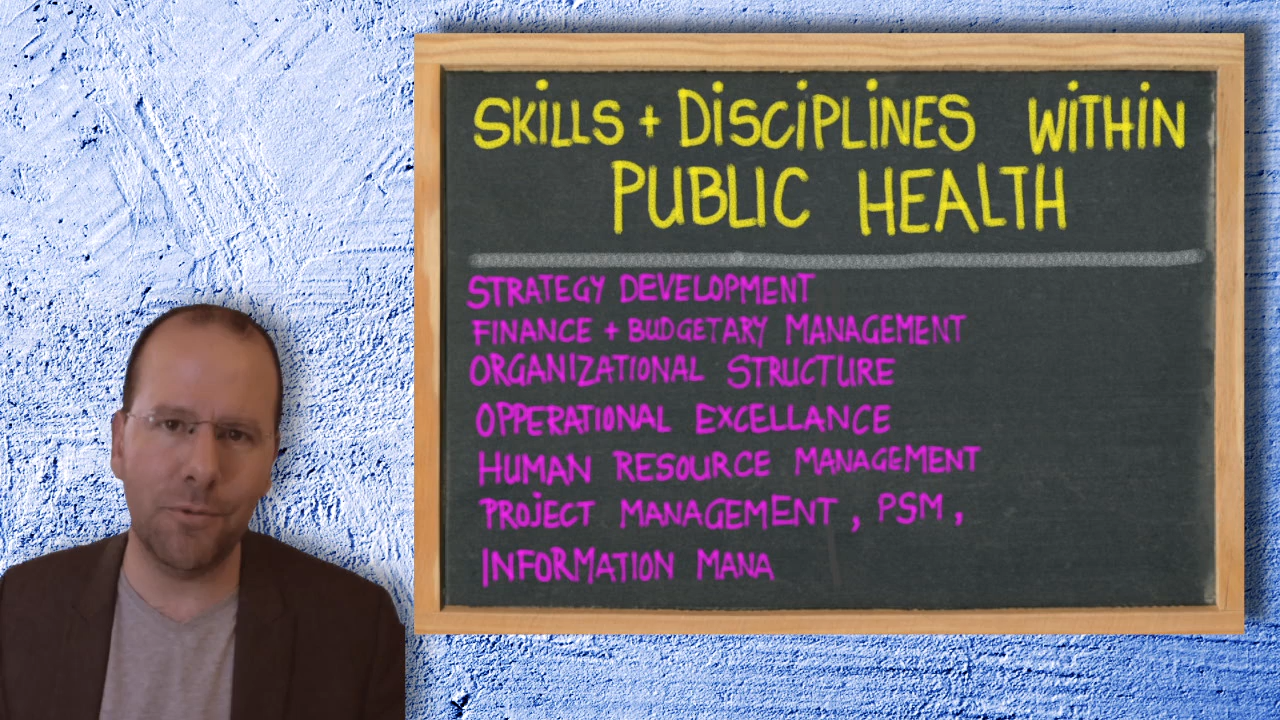 SKiLLS + DiSCiPLiNES WiTHiN
PUBLIC HEALTH
STRATEGY DEVELOPMENT
FINANCE + BUDGETARY MANAGEMENT
ORGANIZATIONAL STRUCTURE
OPPERATIONAL EXCELLANCE
HUMAN RESOURCE MANAGEMENT
PROJECT MANAGEMENT, PSM,
INFORMATION MANA